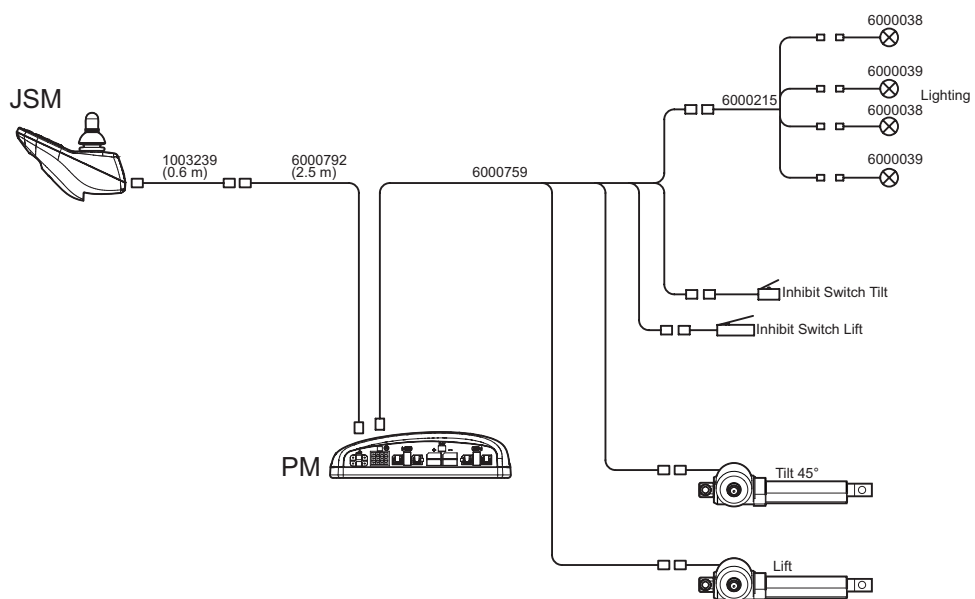 6000038
JSM
6000039
Lighting
6000215
6000038
1003239
(0.6 m)
6000792
(2.5 m)
6000759
6000039
Inhibit Switch Tilt
Inhibit Switch Lift
PM
Tilt 45°
Lift